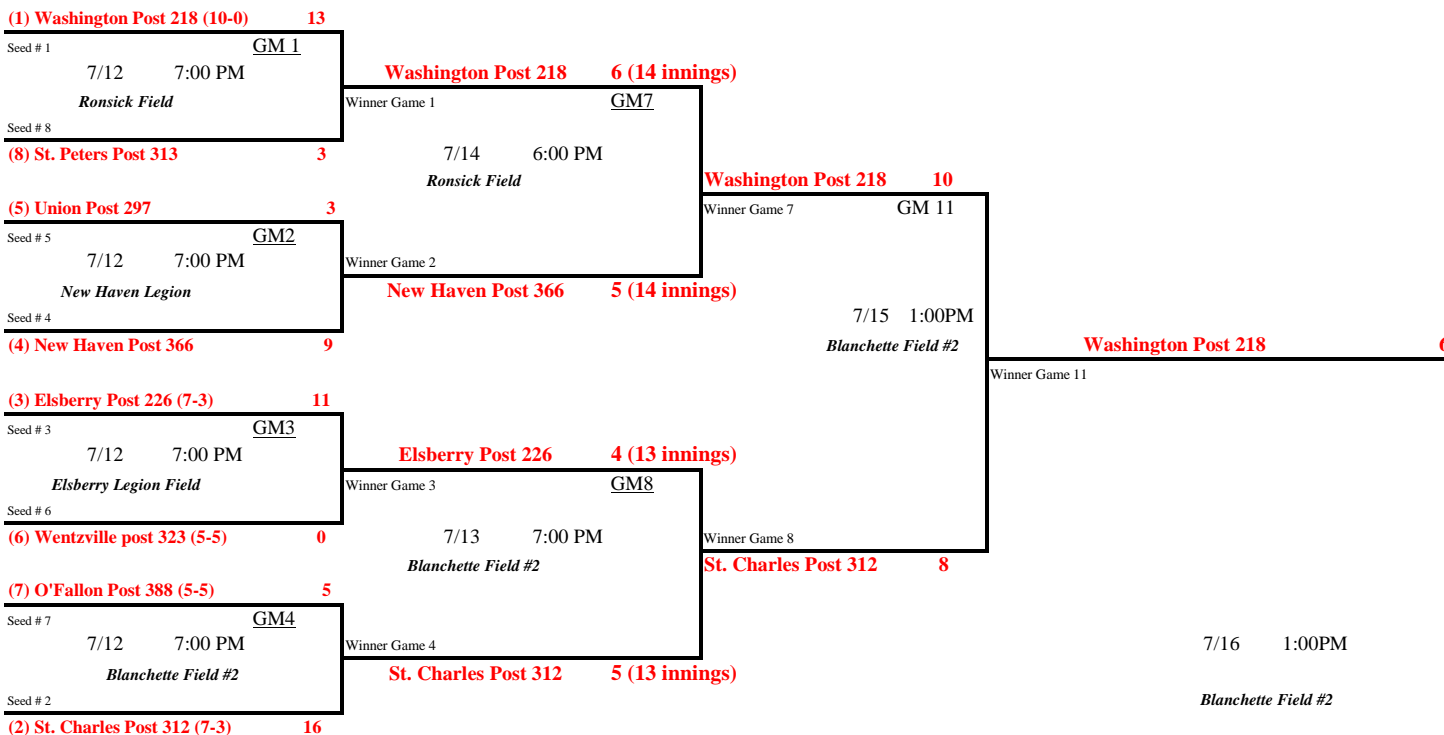 (1) Washington Post 218 (10-0) 13
Seed # 1 GM 1
7/12 7:00 PM
Ronsick Field
Seed # 8
(8) St. Peters Post 313 3
Washington Post 218 6 (14 innings)
Winner Game 1 GM7
7/14 6:00 PM
Ronsick Field
Winner Game 2
New Haven Post 366 5 (14 innings)
(5) Union Post 297 3
Seed # 5 GM2
7/12 7:00 PM
New Haven Legion
Seed # 4
(4) New Haven Post 366 9
Washington Post 218 10
Winner Game 7 GM 11
7/15 1:00PM
Blanchette Field #2
Winner Game 8
St. Charles Post 312 8
Washington Post 218
Winner Game 11
(3) Elsberry Post 226 (7-3) 11
Seed # 3 GM3
7/12 7:00 PM
Elsberry Legion Field
Seed # 6
(6) Wentzville post 323 (5-5) 0
Elsberry Post 226 4 (13 innings)
Winner Game 3 GM8
7/13 7:00 PM
Blanchette Field #2
Winner Game 4
St. Charles Post 312 5 (13 innings)
(7) O'Fallon Post 388 (5-5) 5
Seed # 7 GM4
7/12 7:00 PM
Blanchette Field #2
Seed # 2
(2) St. Charles Post 312 (7-3) 16
7/16 1:00PM
Blanchette Field #2